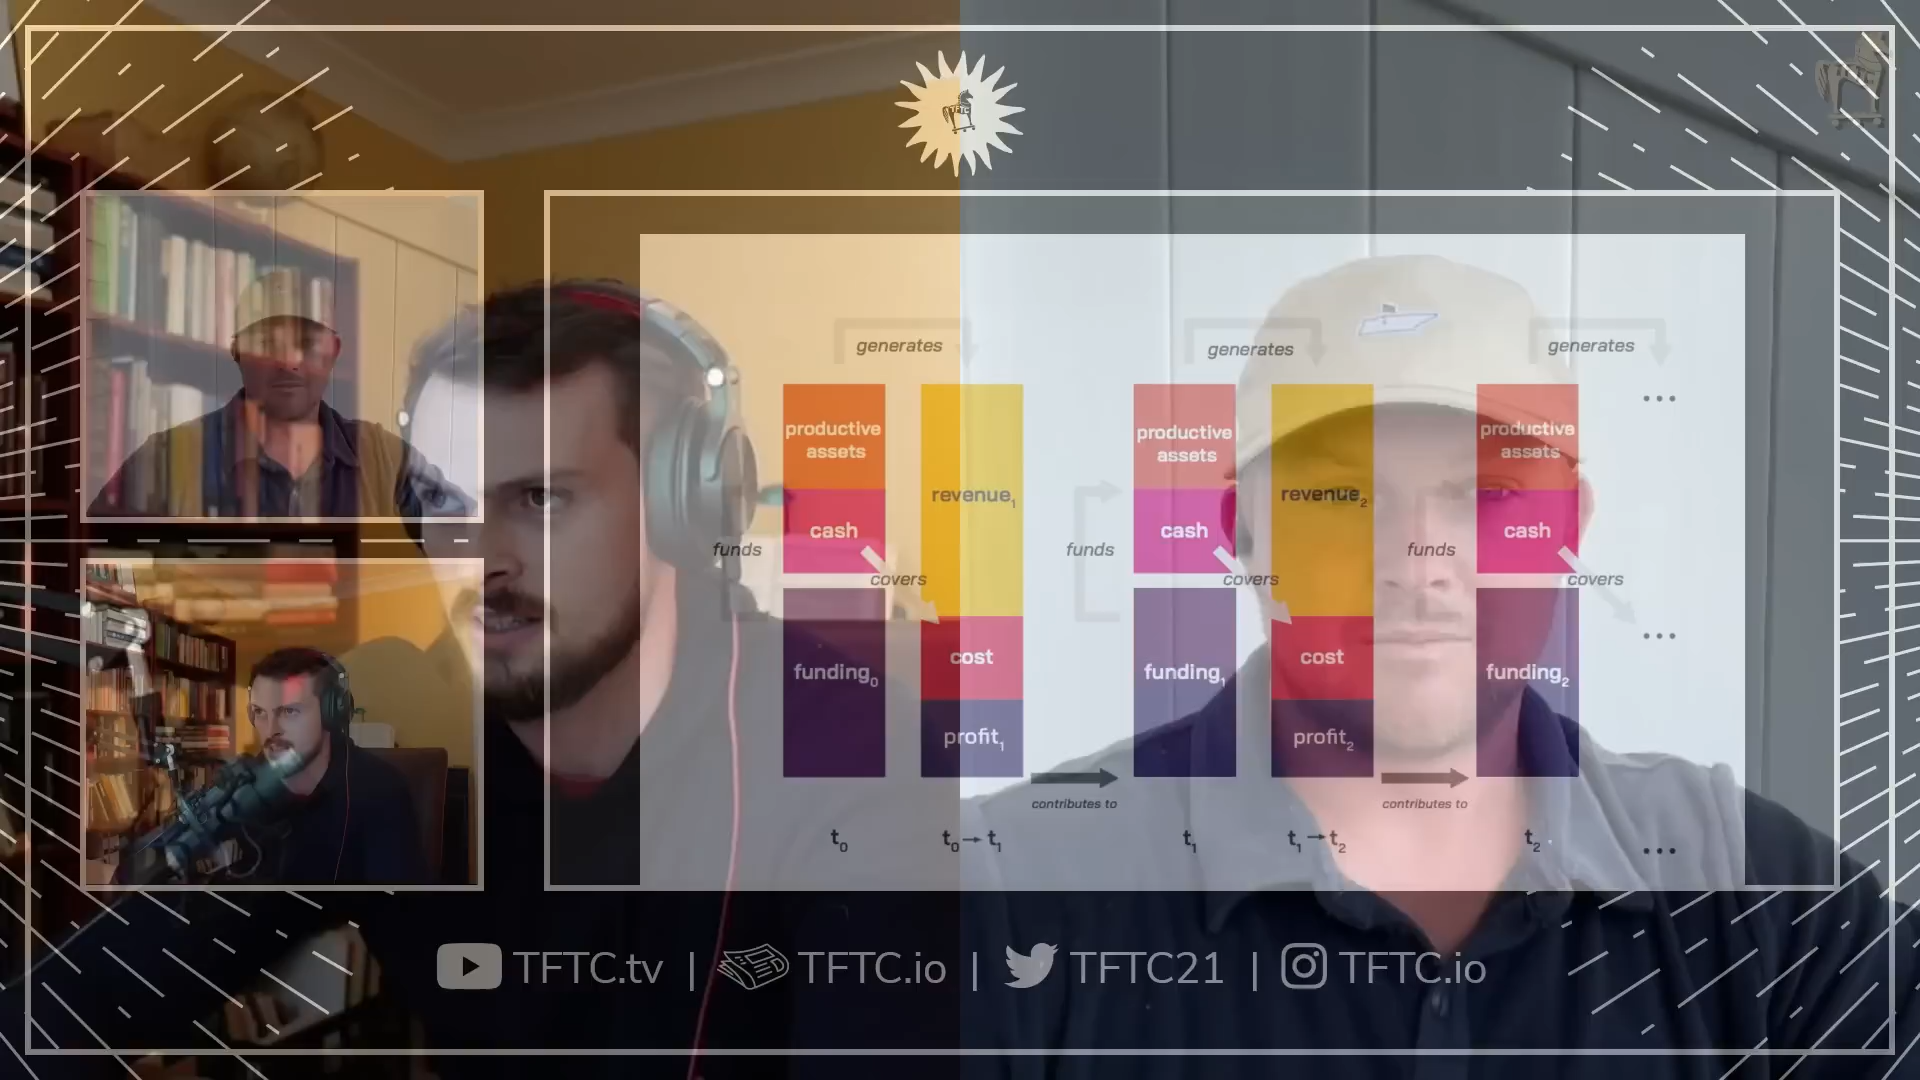 TFTC
TFTC
generates
generates
generates
productive
assets
revenue1
cash
productive
assets
revenue2
cash
productive
assets
cash
...
funds
covers
funds
covers
funds
covers
...
funding0
cost
profit1
funding1
cost
profit2
funding2
contributes to
contributes to
t0
t0 → t1
t1
t1 → t2
t2
...
TFTC.tv | TFTC.io | TFTC21 | TFTC.io